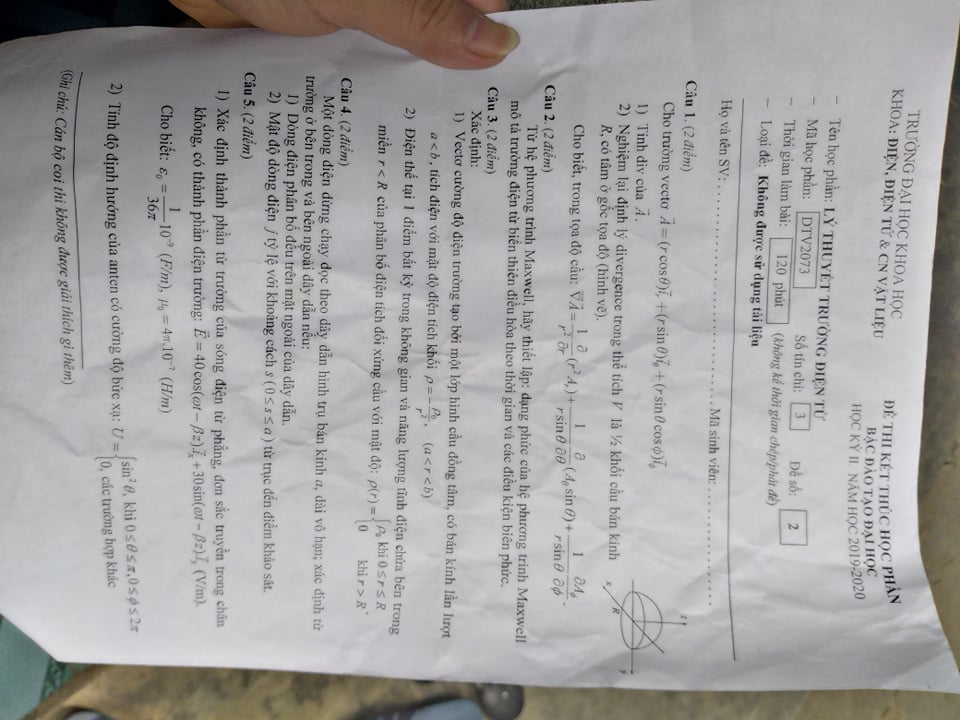 TRƯỜNG ĐẠI HỌC KHOA HỌC
KHOA: ĐIỆN, ĐIỆN TỬ & CN VẬT LIỆU
ĐỀ THI KẾT THÚC HỌC PHẦN
BẬC ĐÀO TẠO ĐẠI HỌC
HỌC KỲ II NĂM HỌC 2019-2020
– Tên học phần: LÝ THUYẾT TRƯỜNG ĐIỆN TỪ
– Mã học phần: DTV2073 Số tín chỉ: 3 Đề số: 2
– Thời gian làm bài: 120 phút (không kể thời gian chép/phát đề)
– Loại đề: Không được sử dụng tài liệu
Họ và tên SV: . . . . . . . . . . . . . . . . . . . . . . . . . . . . . . . . Mã sinh viên: . . . . . . . . . . . . . . . . . .
Câu 1. (2 điểm)
Cho trường vectơ $\vec{A} = (r\cos\theta)\vec{i}_r + (r\sin\theta)\vec{i}_\theta + (r\sin\theta\cos\phi)\vec{i}_\phi$
1) Tính div của $\vec{A}$.
2) Nghiệm lại định lý divergence trong thể tích V là ½ khối cầu bán kính
R, có tâm ở gốc tọa độ (hình vẽ).
z
y
x
R
Cho biết, trong tọa độ cầu: $\vec{\nabla}\vec{A} = \frac{1}{r^2}\frac{\partial}{\partial r}(r^2 A_r) + \frac{1}{r\sin\theta}\frac{\partial}{\partial\theta}(A_\theta\sin\theta) + \frac{1}{r\sin\theta}\frac{\partial A_\phi}{\partial\phi}$.
Câu 2. (2 điểm)
Từ hệ phương trình Maxwell, hãy thiết lập: dạng phức của hệ phương trình Maxwell
mô tả trường điện từ biến thiên điều hòa theo thời gian và các điều kiện biên phức.
Câu 3. (2 điểm)
Xác định:
1) Vectơ cường độ điện trường tạo bởi một lớp hình cầu đồng tâm, có bán kính lần lượt
a < b, tích điện với mật độ điện tích khối $\rho = -\frac{\rho_0}{r^2}$, (a < r < b)
2) Điện thế tại 1 điểm bất kỳ trong không gian và năng lượng tĩnh điện chứa bên trong
miền r < R của phân bố điện tích đối xứng cầu với mật độ: $\rho(r) = \begin{cases} \rho_0 \text{ khi } 0 \le r \le R \\ 0 \text{ khi } r > R \end{cases}$.
Câu 4. (2 điểm)
Một dòng điện dừng chạy dọc theo dây dẫn hình trụ bán kính a, dài vô hạn; xác định từ
trường ở bên trong và bên ngoài dây dẫn nếu:
1) Dòng điện phân bố đều trên mặt ngoài của dây dẫn.
2) Mật độ dòng điện j tỷ lệ với khoảng cách s (0 ≤ s ≤ a) từ trục đến điểm khảo sát.
Câu 5. (2 điểm)
1) Xác định thành phần từ trường của sóng điện từ phẳng, đơn sắc truyền trong chân
không, có thành phần điện trường: $\vec{E} = 40\cos(\omega t - \beta z).\vec{i}_x + 30\sin(\omega t - \beta z).\vec{i}_y$ (V/m).
Cho biết: $\varepsilon_0 = \frac{1}{36\pi}10^{-9}$ (F/m), $\mu_0 = 4\pi.10^{-7}$ (H/m)
2) Tính độ định hướng của anten có cường độ bức xạ: $U = \begin{cases} \sin^2\theta, \text{ khi } 0 \le \theta \le \pi, 0 \le \phi \le 2\pi \\ 0, \text{ các trường hợp khác} \end{cases}$
(Ghi chú: Cán bộ coi thi không được giải thích gì thêm)